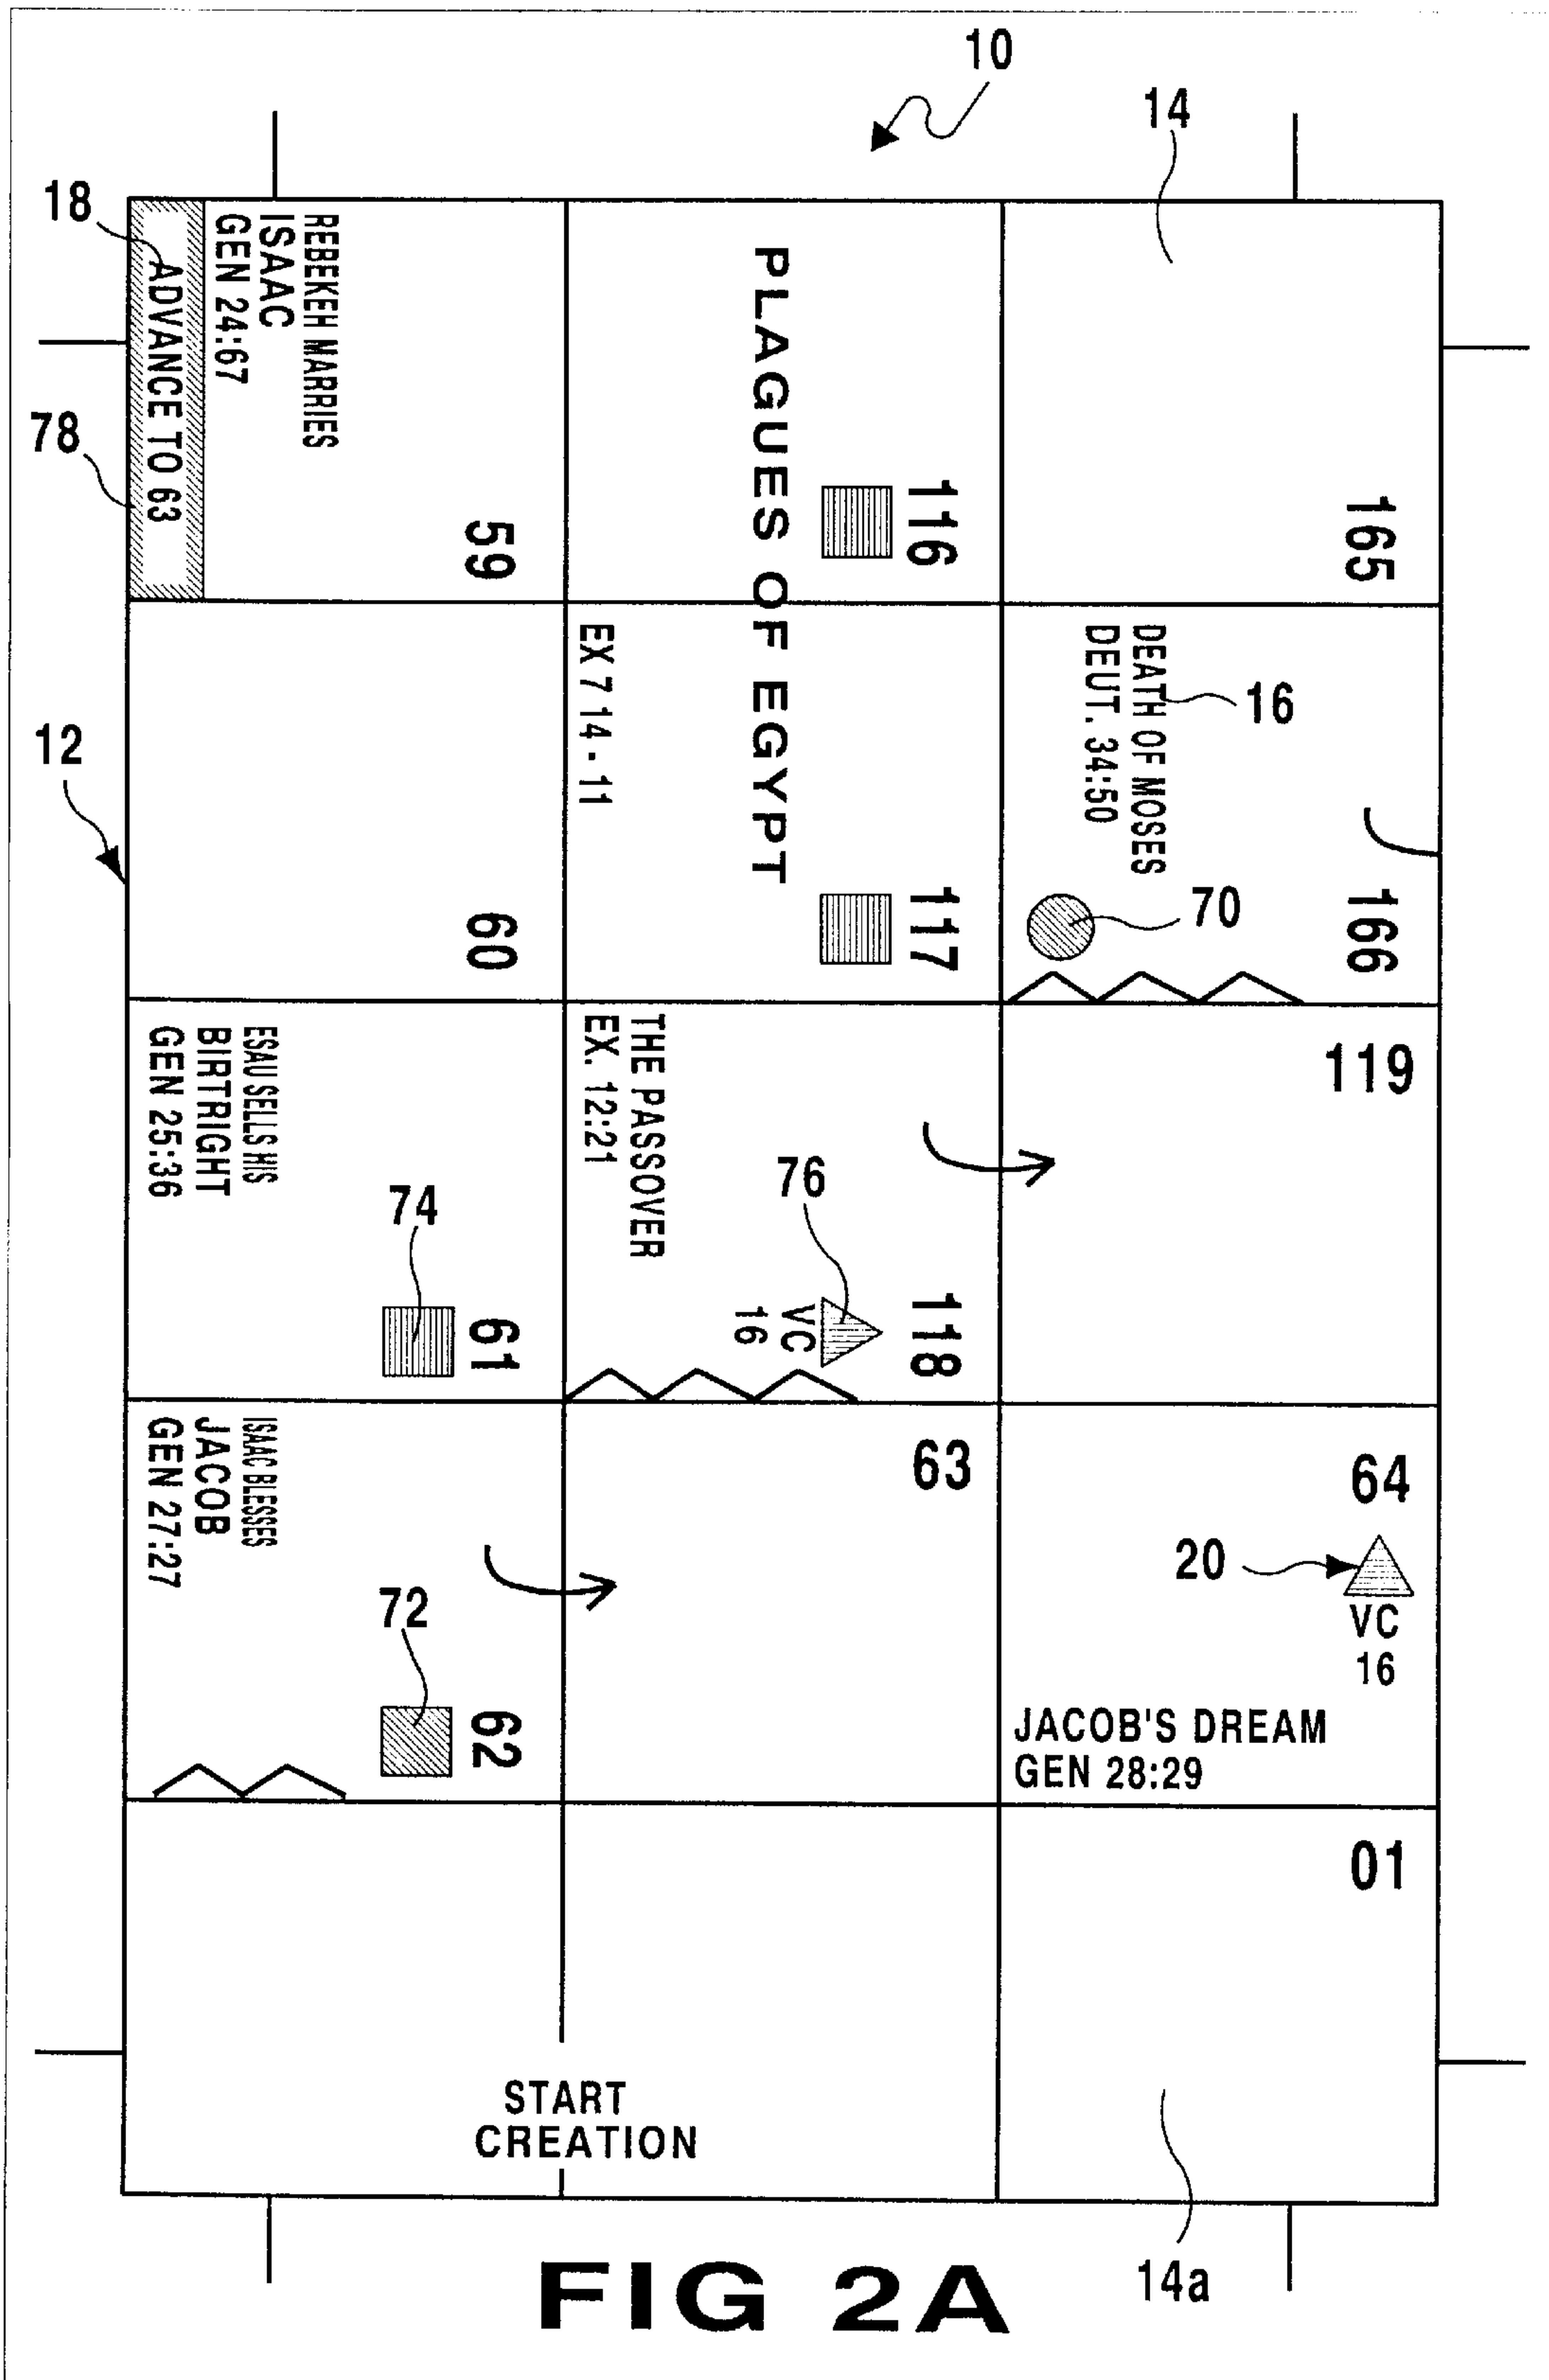 10
14
18
ADVANCE TO 63
78
REBEKEH MARRIES
ISAAC
GEN 24:67
59
PLAGUES OF EGYPT
116
165
12
60
EX 7 14 - 11
117
DEATH OF MOSES
DEUT. 34:50
16
70
166
ESAU SELLS HIS
BIRTRIGHT
GEN 25:36
74
61
THE PASSOVER
EX. 12:21
76
VC
16
118
119
ISAAC BLESSES
JACOB
GEN 27:27
72
62
63
64
20
VC
16
JACOB'S DREAM
GEN 28:29
01
START
CREATION
14a
FIG 2A